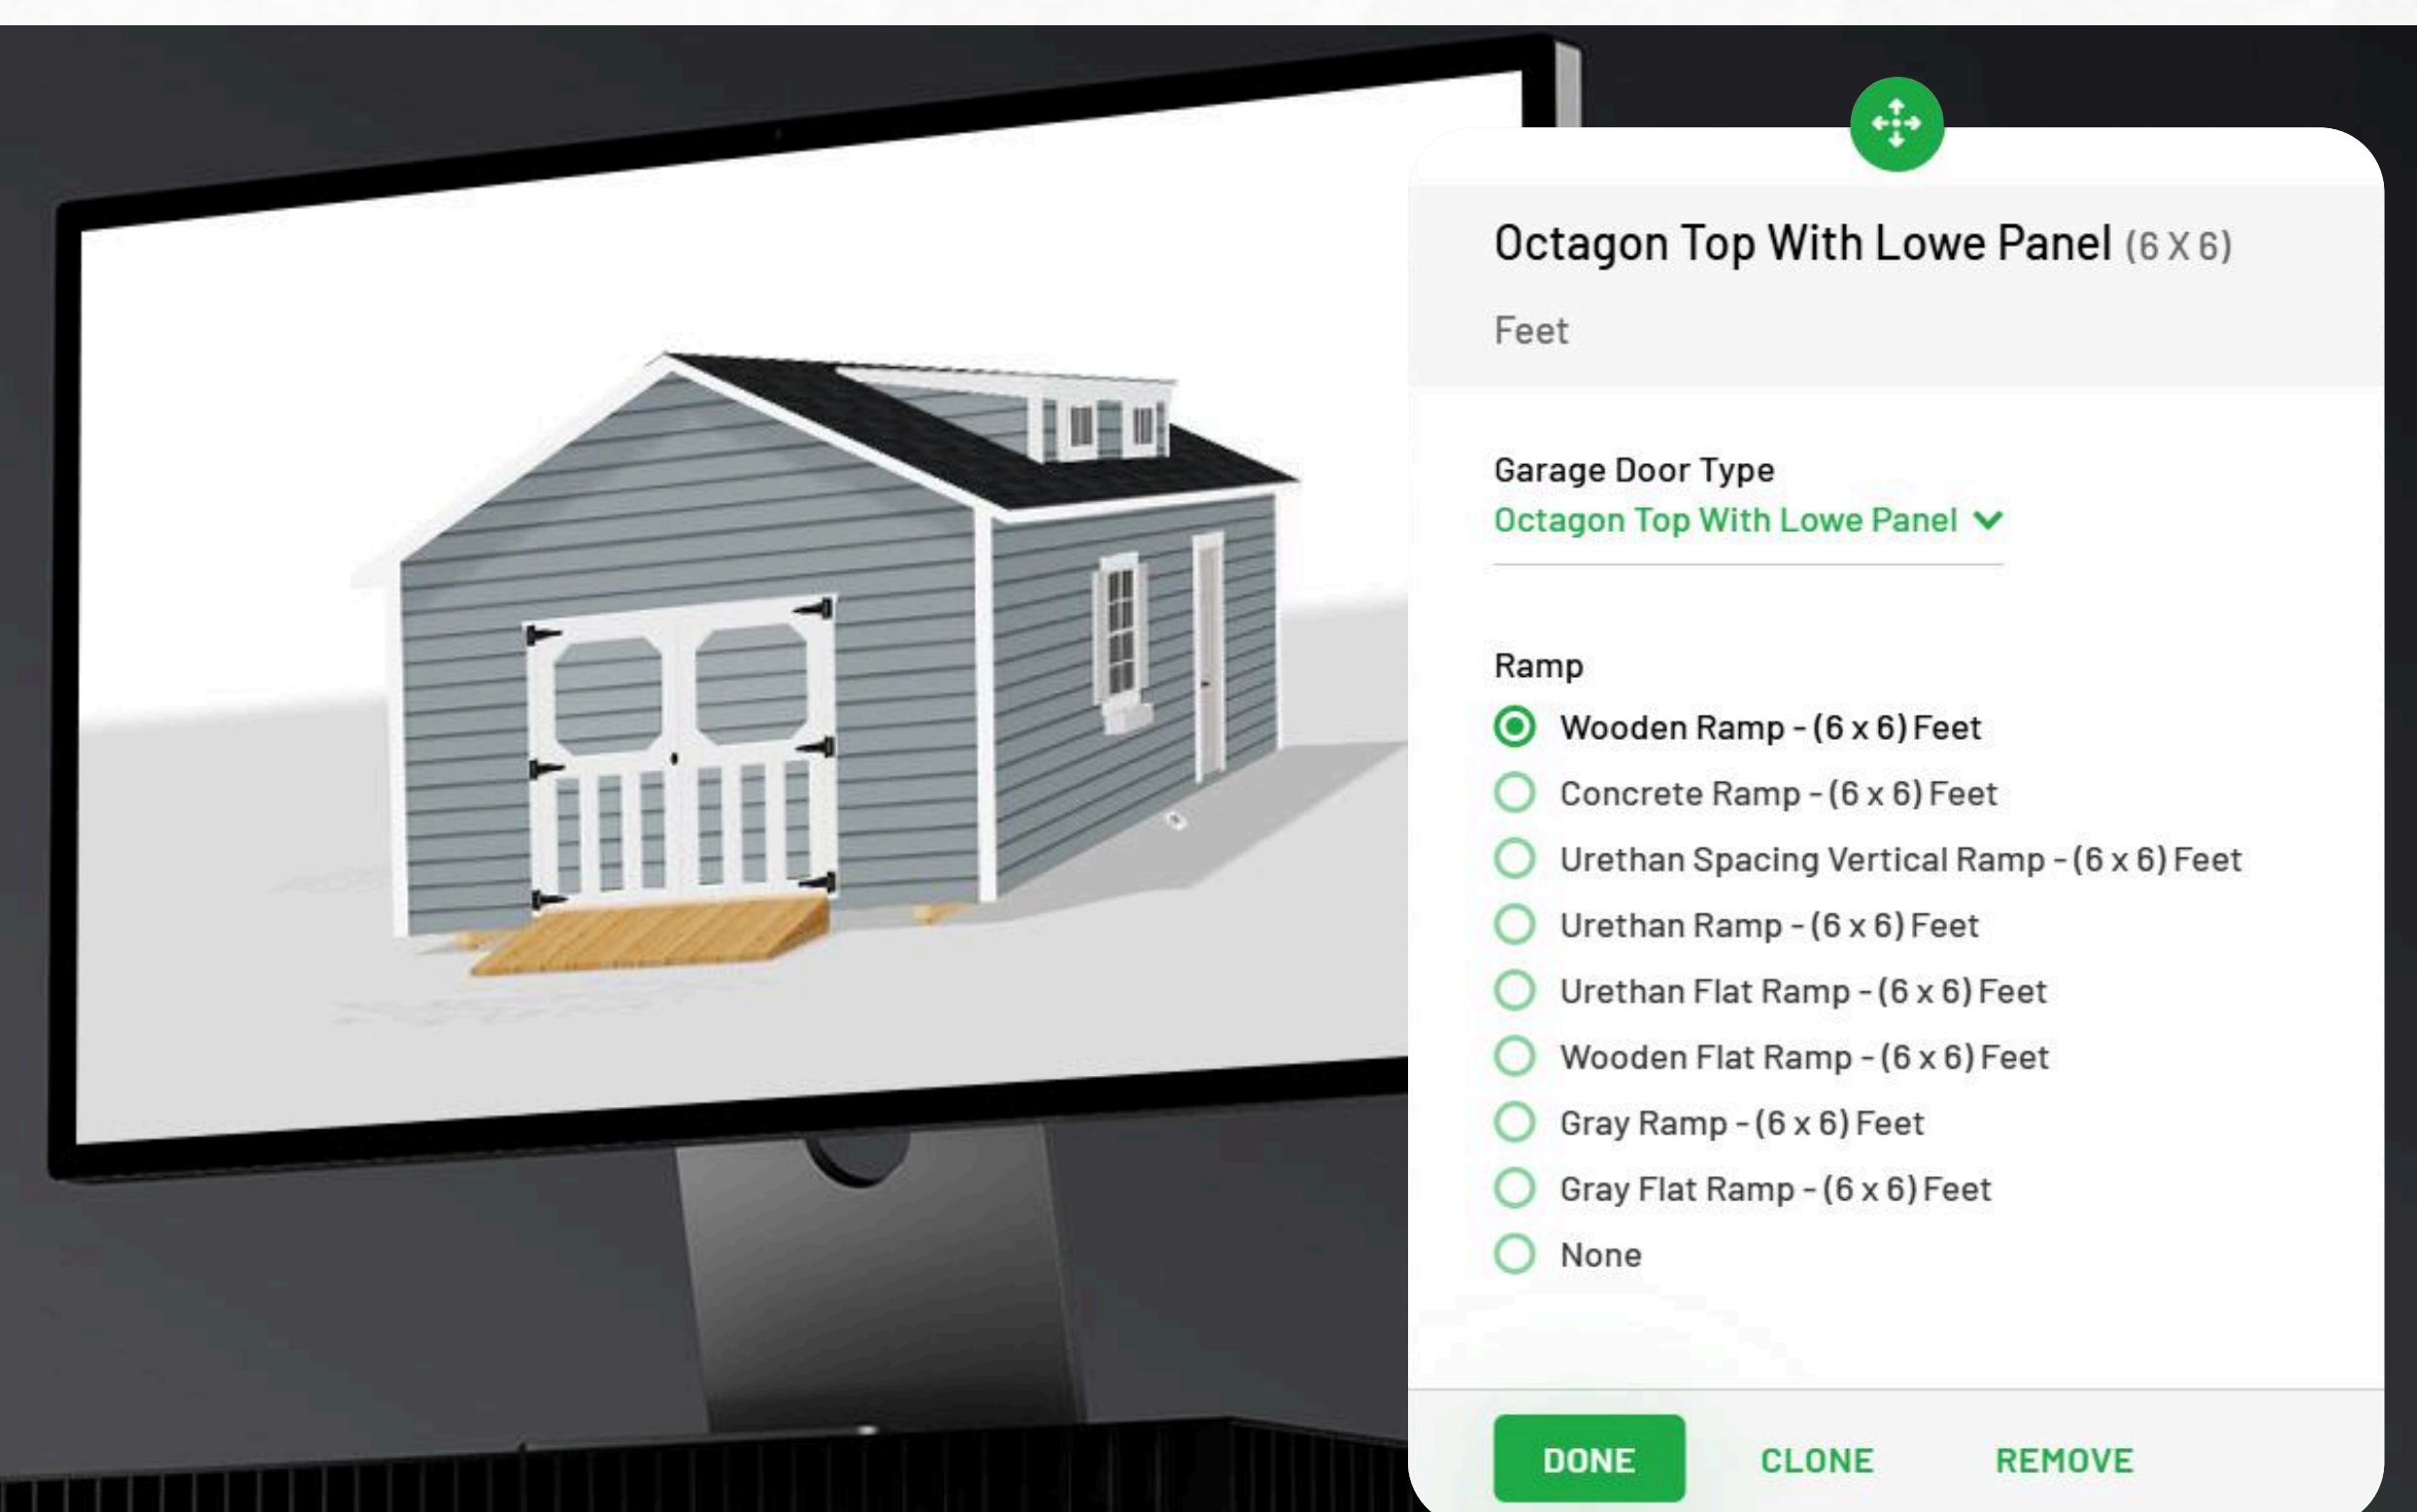 Octagon Top With Lowe Panel (6 X 6)
Feet
Garage Door Type
Octagon Top With Lowe Panel
Ramp
Wooden Ramp - (6 x 6) Feet
Concrete Ramp - (6 x 6) Feet
Urethan Spacing Vertical Ramp - (6 x 6) Feet
Urethan Ramp - (6 x 6) Feet
Urethan Flat Ramp - (6 x 6) Feet
Wooden Flat Ramp - (6 x 6) Feet
Gray Ramp - (6 x 6) Feet
Gray Flat Ramp - (6 x 6) Feet
None
DONE CLONE REMOVE